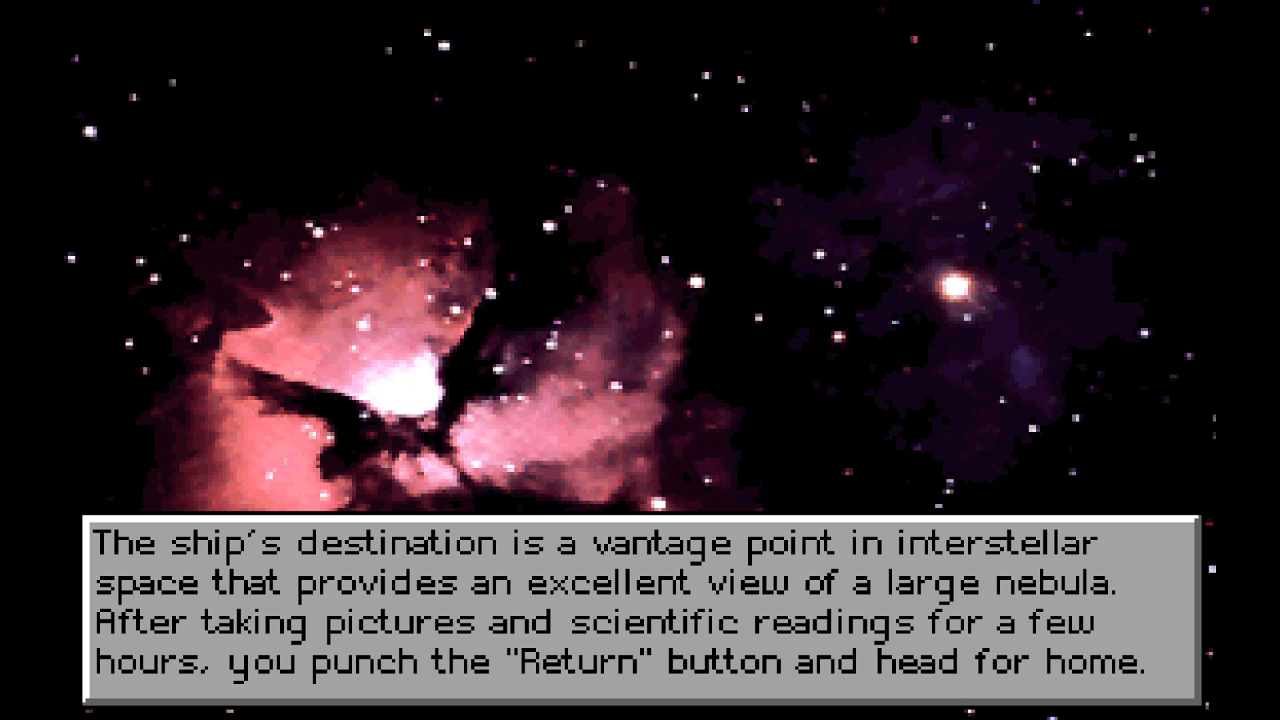 The ship's destination is a vantage point in interstellar
space that provides an excellent view of a large nebula.
After taking pictures and scientific readings for a few
hours, you punch the "Return" button and head for home.